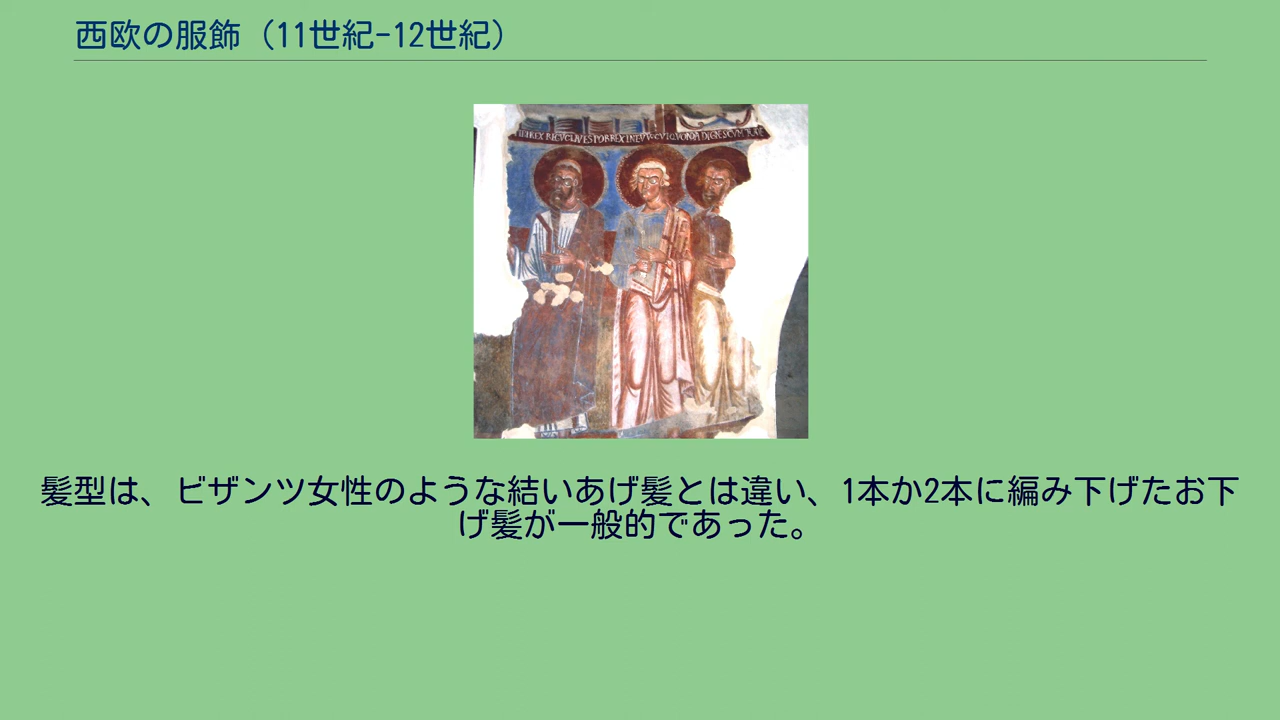 西欧の服飾（11世紀-12世紀）
髪型は、ビザンツ女性のような結いあげ髪とは違い、1本か2本に編み下げたお下
げ髪が一般的であった。